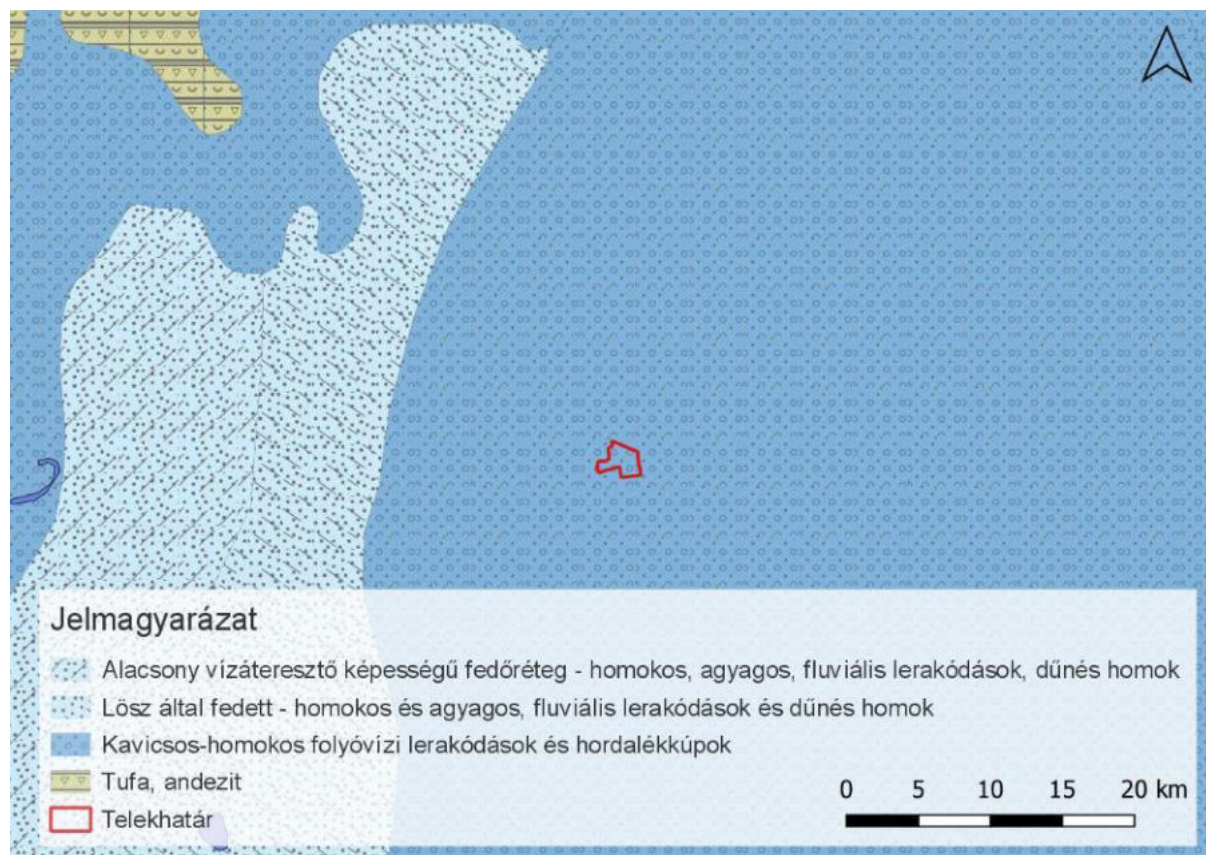 Jelmagyarázat
Alacsony vízáteresztő képességű fedőréteg - homokos, agyagos, fluviális lerakódások, dűnés homok
Lösz által fedett - homokos és agyagos, fluviális lerakódások és dűnés homok
Kavicsos-homokos folyóvízi lerakódások és hordalékkúpok
Tufa, andezit
Telekhatár
0 5 10 15 20 km